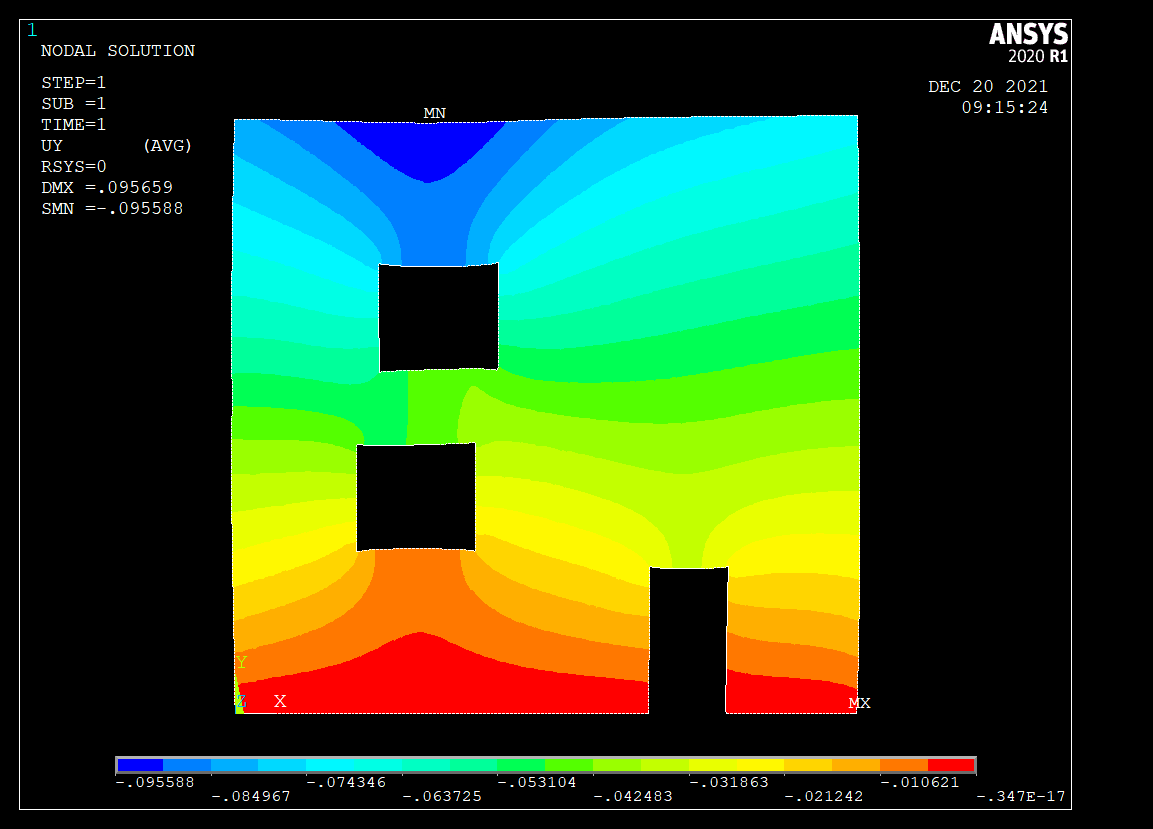 1
ANSYS
2020 R1
NODAL SOLUTION
STEP=1
SUB =1
TIME=1
UY (AVG)
RSYS=0
DMX =.095659
SMN =-.095588
DEC 20 2021
09:15:24
MN
Y
Z X
MX
-.095588 -.074346 -.053104 -.031863 -.010621
-.084967 -.063725 -.042483 -.021242 -.347E-17